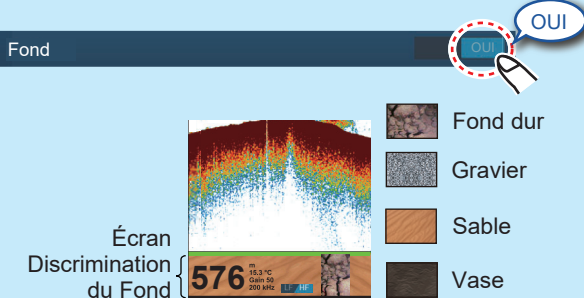 OUI
Fond
OUI
Fond dur
Gravier
Sable
Vase
Écran
Discrimination
du Fond
576
m
15.3 °C
Gain 50
200 kHz
LF HF